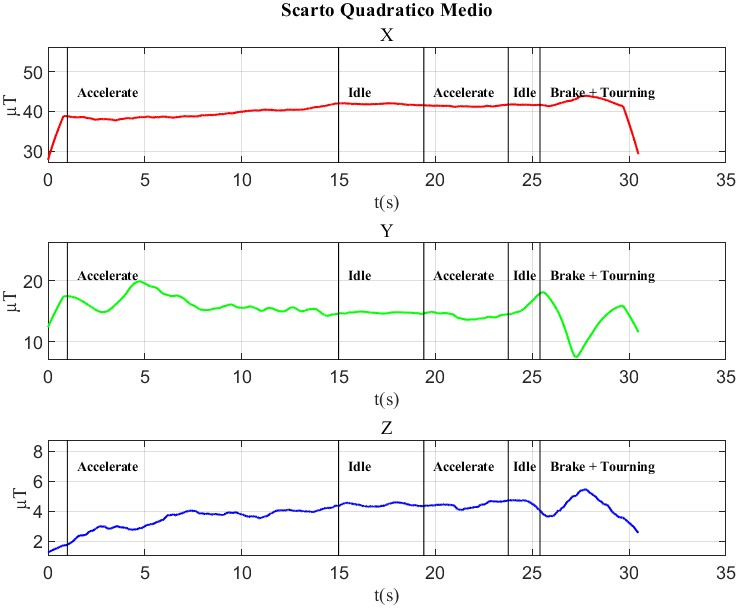 Scarto Quadratico Medio
X
50
40
30
µT
Accelerate
Idle
Accelerate
Idle
Brake + Tourning
0 5 10 15 20 25 30 35
t(s)
Y
20
10
µT
Accelerate
Idle
Accelerate
Idle
Brake + Tourning
0 5 10 15 20 25 30 35
t(s)
Z
8
6
4
2
µT
Accelerate
Idle
Accelerate
Idle
Brake + Tourning
0 5 10 15 20 25 30 35
t(s)